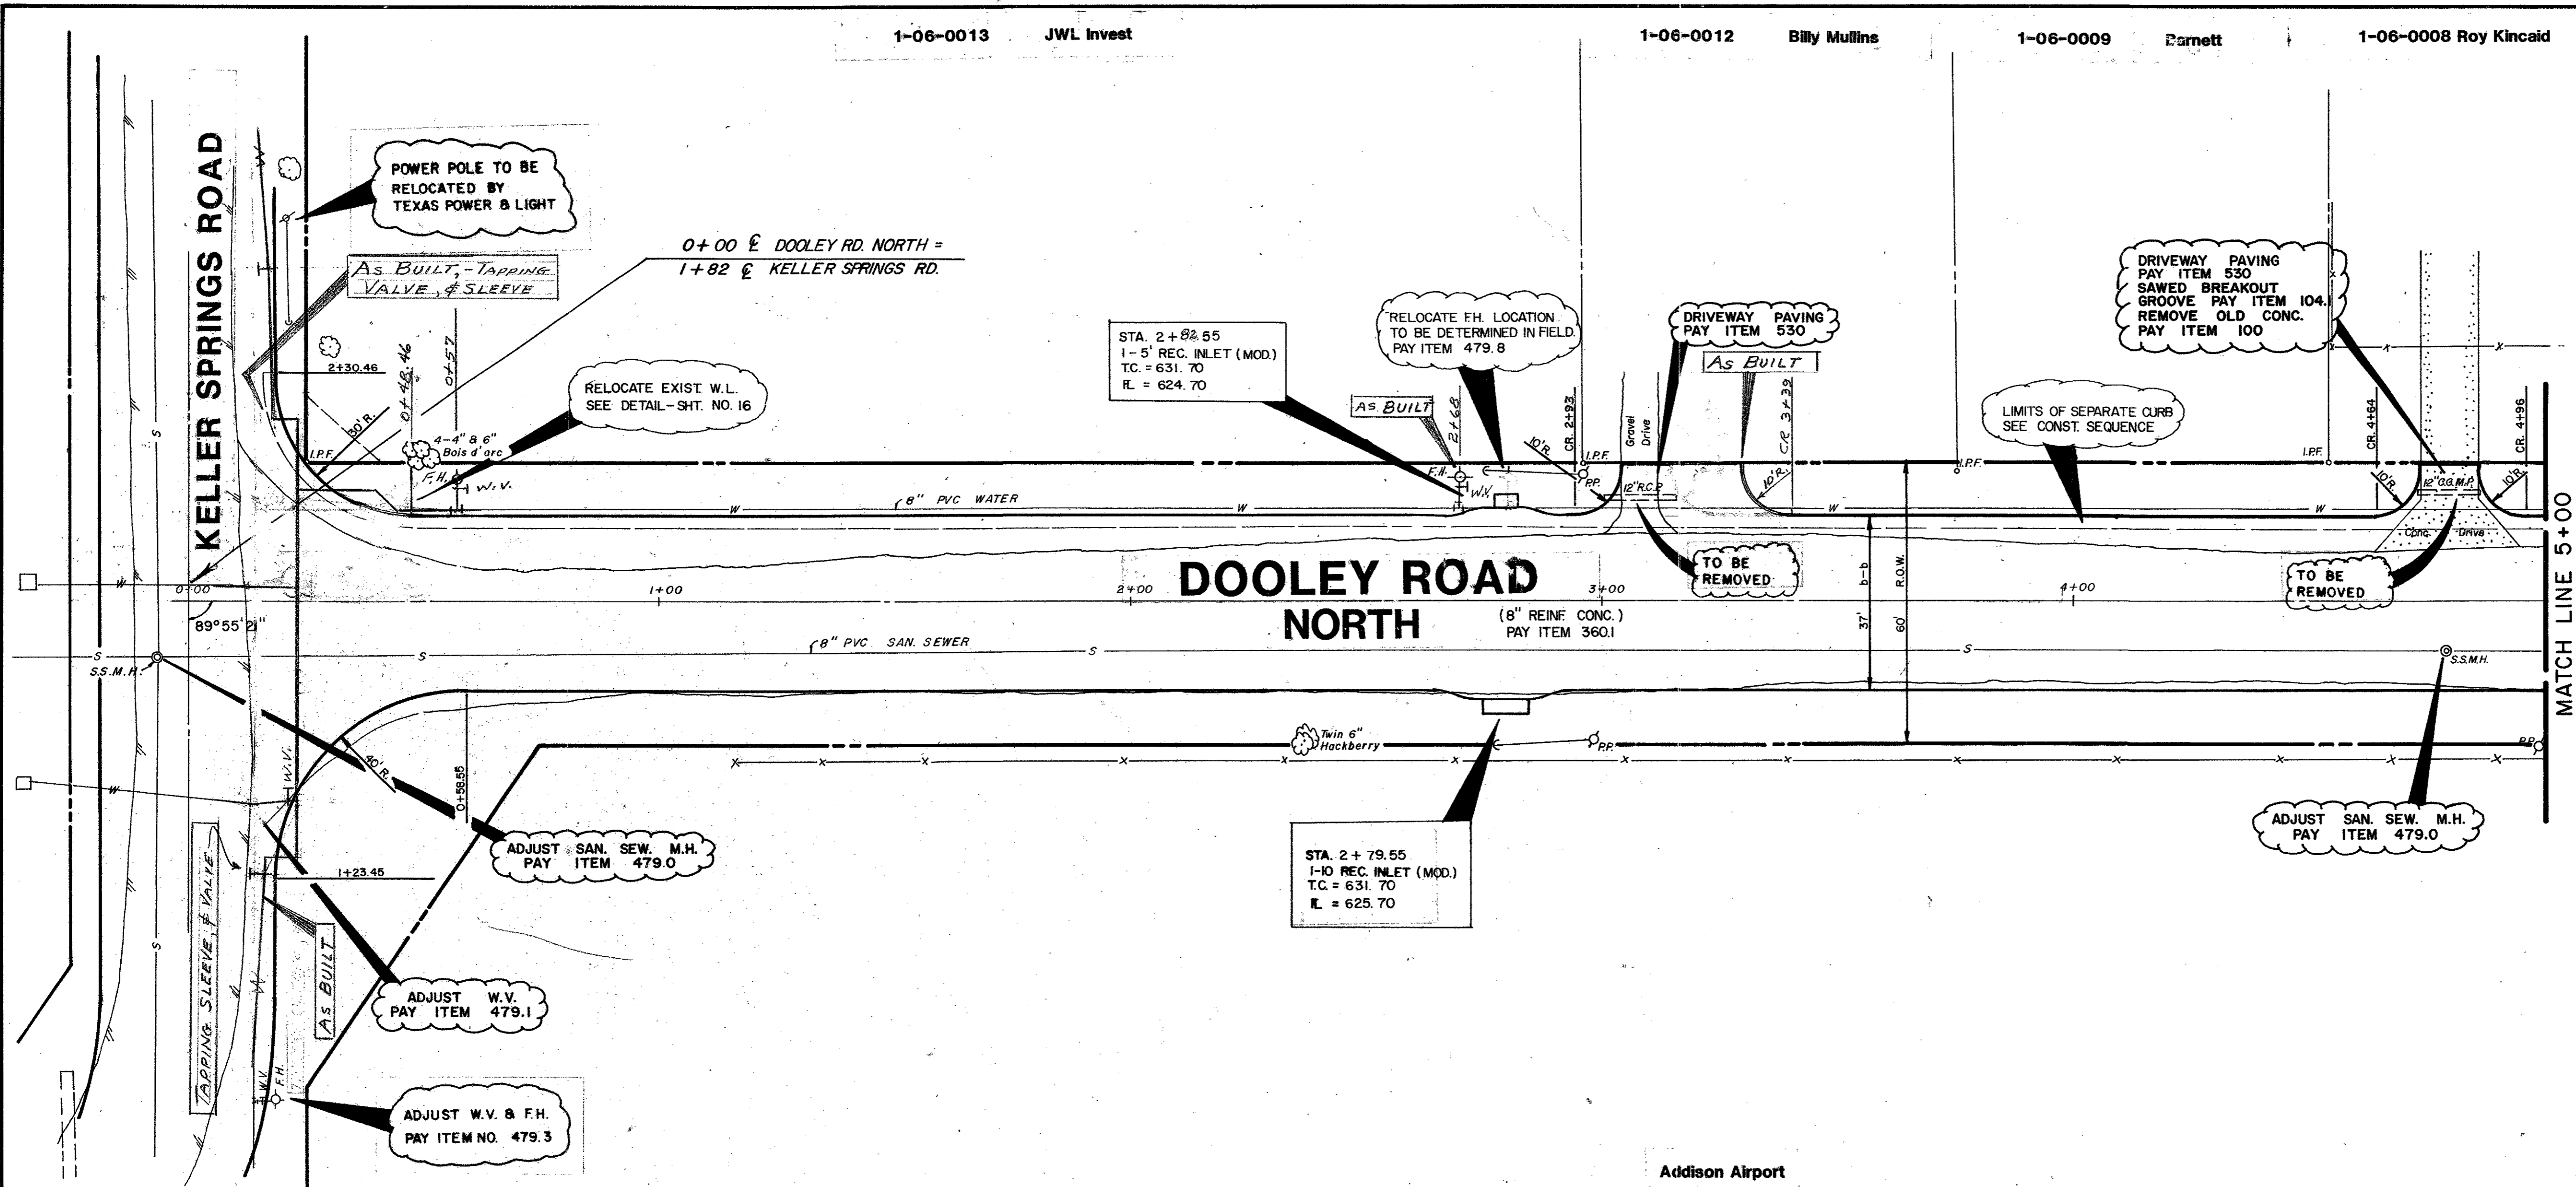 1-06-0013 JWL Invest
1-06-0012 Billy Mullins
1-06-0009 Barnett
1-06-0008 Roy Kincaid
KELLER SPRINGS ROAD
POWER POLE TO BE
RELOCATED BY
TEXAS POWER & LIGHT
AS BUILT, - TAPPING
VALVE, & SLEEVE
0+00 ℄ DOOLEY RD. NORTH =
1+82 ℄ KELLER SPRINGS RD.
2+30.46
30' R.
0+48.46
0+57
RELOCATE EXIST. W.L.
SEE DETAIL-SHT. NO. 16
4-4" & 6"
Bois d'arc
I.P.F.
F.H.
W.V.
8" PVC WATER
W
W
STA. 2+82.55
1-5' REC. INLET (MOD.)
T.C. = 631.70
FL = 624.70
RELOCATE F.H. LOCATION
TO BE DETERMINED IN FIELD.
PAY ITEM 479.8
AS BUILT
2+68
F.H.
W.V.
10' R.
CR. 2+93
I.P.F.
P.P.
Gravel
Drive
12" R.C.P.
DRIVEWAY PAVING
PAY ITEM 530
AS BUILT
CR 3+39
10' R.
TO BE
REMOVED
LIMITS OF SEPARATE CURB
SEE CONST. SEQUENCE
I.P.F.
W
W
DRIVEWAY PAVING
PAY ITEM 530
SAWED BREAKOUT
GROOVE PAY ITEM 104.
REMOVE OLD CONC.
PAY ITEM 100
I.P.F.
CR. 4+64
CR. 4+96
10' R.
12" C.G.M.P.
10' R.
Conc. Drive
TO BE
REMOVED
MATCH LINE 5+00
0+00
1+00
2+00
3+00
4+00
DOOLEY ROAD
NORTH
(8" REINF. CONC.)
PAY ITEM 360.1
37' b-b
60' R.O.W.
89°55'21"
8" PVC SAN. SEWER
S
S
S
S
S.S.M.H.
S.S.M.H.
40' R.
0+58.55
W.V.
1+23.45
Twin 6"
Hackberry
P.P.
P.P.
ADJUST SAN. SEW. M.H.
PAY ITEM 479.0
STA. 2+79.55
1-10 REC. INLET (MOD.)
T.C. = 631.70
FL = 625.70
ADJUST SAN. SEW. M.H.
PAY ITEM 479.0
TAPPING SLEEVE, & VALVE
AS BUILT
ADJUST W.V.
PAY ITEM 479.1
W.V.
F.H.
ADJUST W.V. & F.H.
PAY ITEM NO. 479.3
Addison Airport